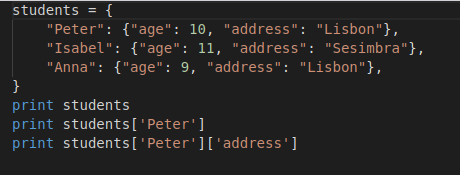 students = {
    "Peter": {"age": 10, "address": "Lisbon"},
    "Isabel": {"age": 11, "address": "Sesimbra"},
    "Anna": {"age": 9, "address": "Lisbon"},
}
print students
print students['Peter']
print students['Peter']['address']